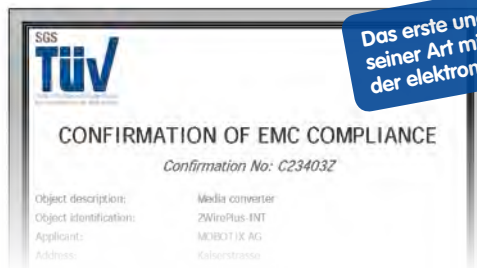 SGS
TÜV
Das erste und
seiner Art mi
der elektron
CONFIRMATION OF EMC COMPLIANCE
Confirmation No: C23403Z
Object description: Media converter
Object identification: 2WirePlus-INT
Applicant: MOBOTIX AG
Address: Kaiserstrasse